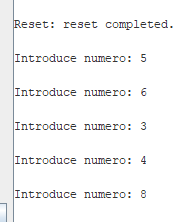 Reset: reset completed.
Introduce numero: 5
Introduce numero: 6
Introduce numero: 3
Introduce numero: 4
Introduce numero: 8